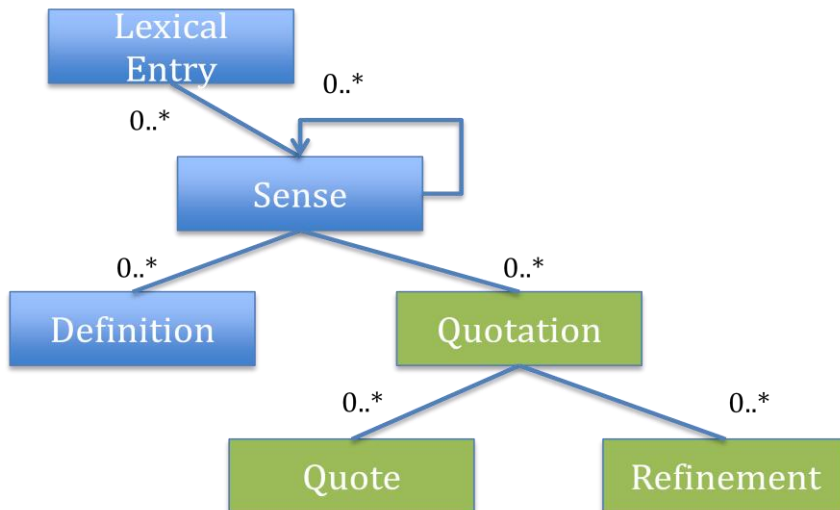 Lexical
Entry
0..*
0..*
Sense
0..*
0..*
Definition
Quotation
0..*
0..*
Quote
Refinement